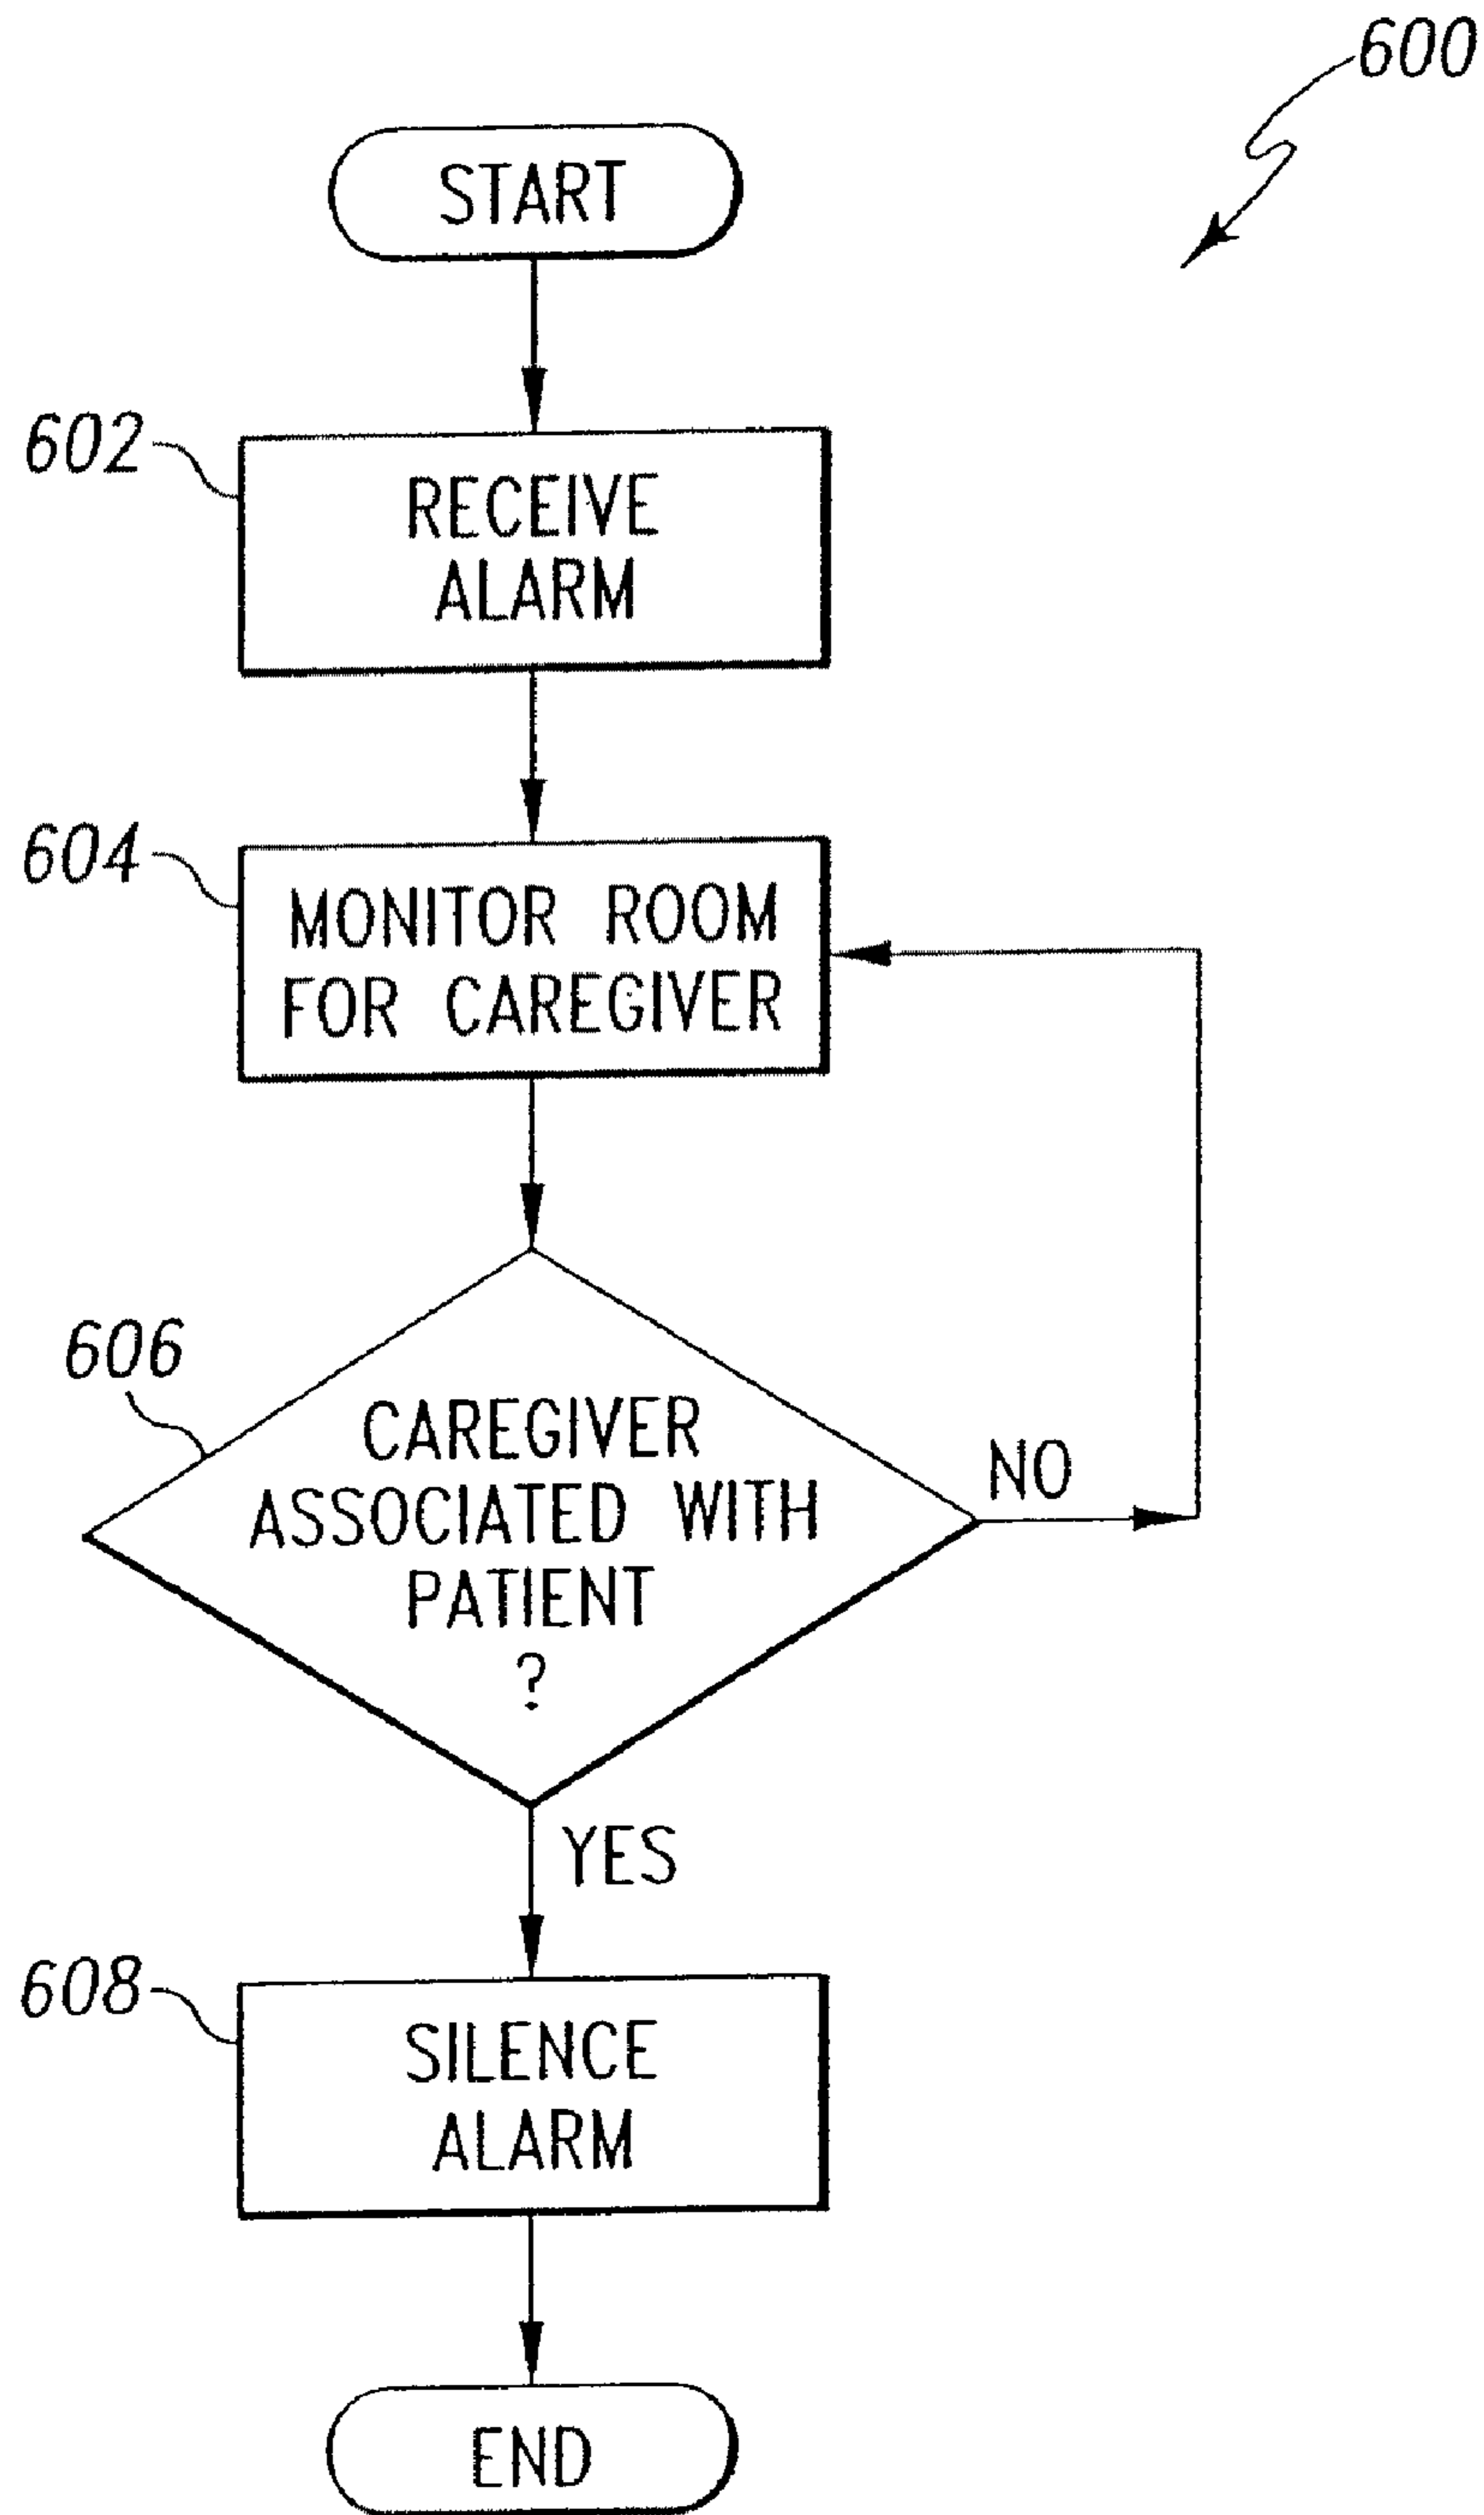 600
START
602
RECEIVE
ALARM
604
MONITOR ROOM
FOR CAREGIVER
606
CAREGIVER
ASSOCIATED WITH
PATIENT
?
NO
YES
608
SILENCE
ALARM
END